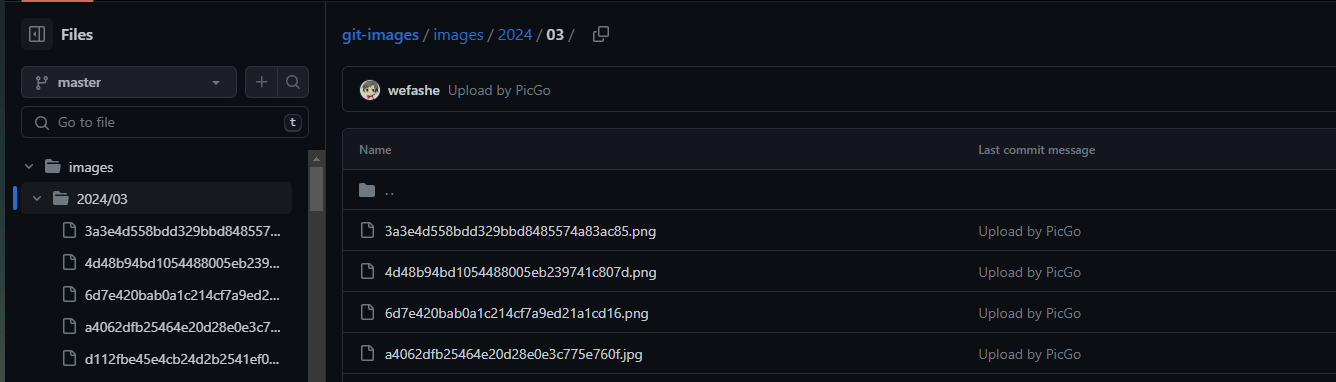 Files
master
Go to file
t
images
2024/03
3a3e4d558bdd329bbd848557...
4d48b94bd1054488005eb239...
6d7e420bab0a1c214cf7a9ed2...
a4062dfb25464e20d28e0e3c7...
d112fbe45e4cb24d2b2541ef0...
git-images / images / 2024 / 03 /
wefashe Upload by PicGo
Name Last commit message
..
3a3e4d558bdd329bbd8485574a83ac85.png Upload by PicGo
4d48b94bd1054488005eb239741c807d.png Upload by PicGo
6d7e420bab0a1c214cf7a9ed21a1cd16.png Upload by PicGo
a4062dfb25464e20d28e0e3c775e760f.jpg Upload by PicGo